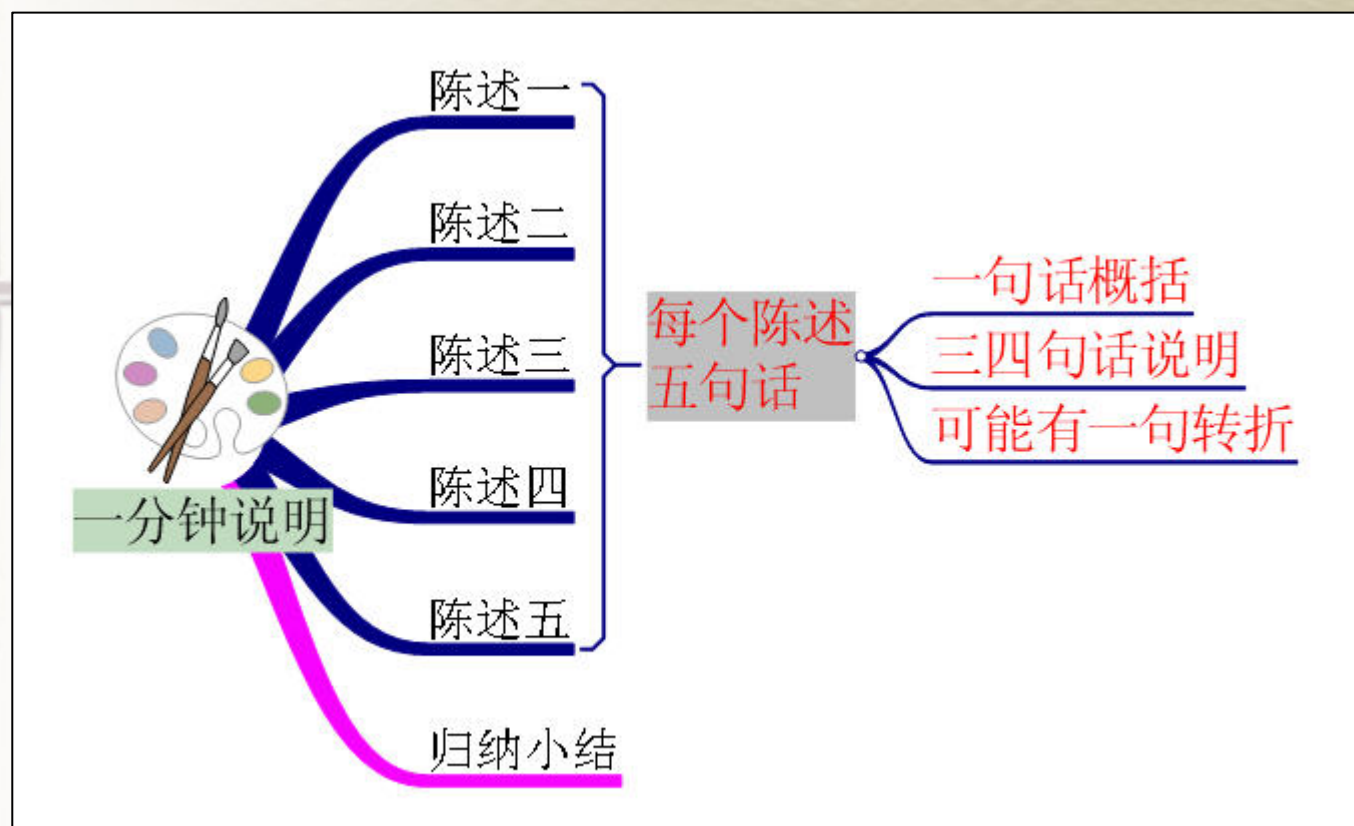 陈述一
陈述二
陈述三
陈述四
陈述五
归纳小结
一分钟说明
每个陈述
五句话
一句话概括
三四句话说明
可能有一句转折